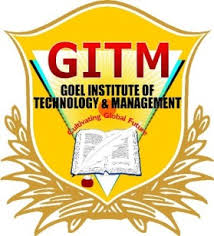 GITM
GOEL INSTITUTE OF
TECHNOLOGY & MANAGEMENT
Cultivating Global Future